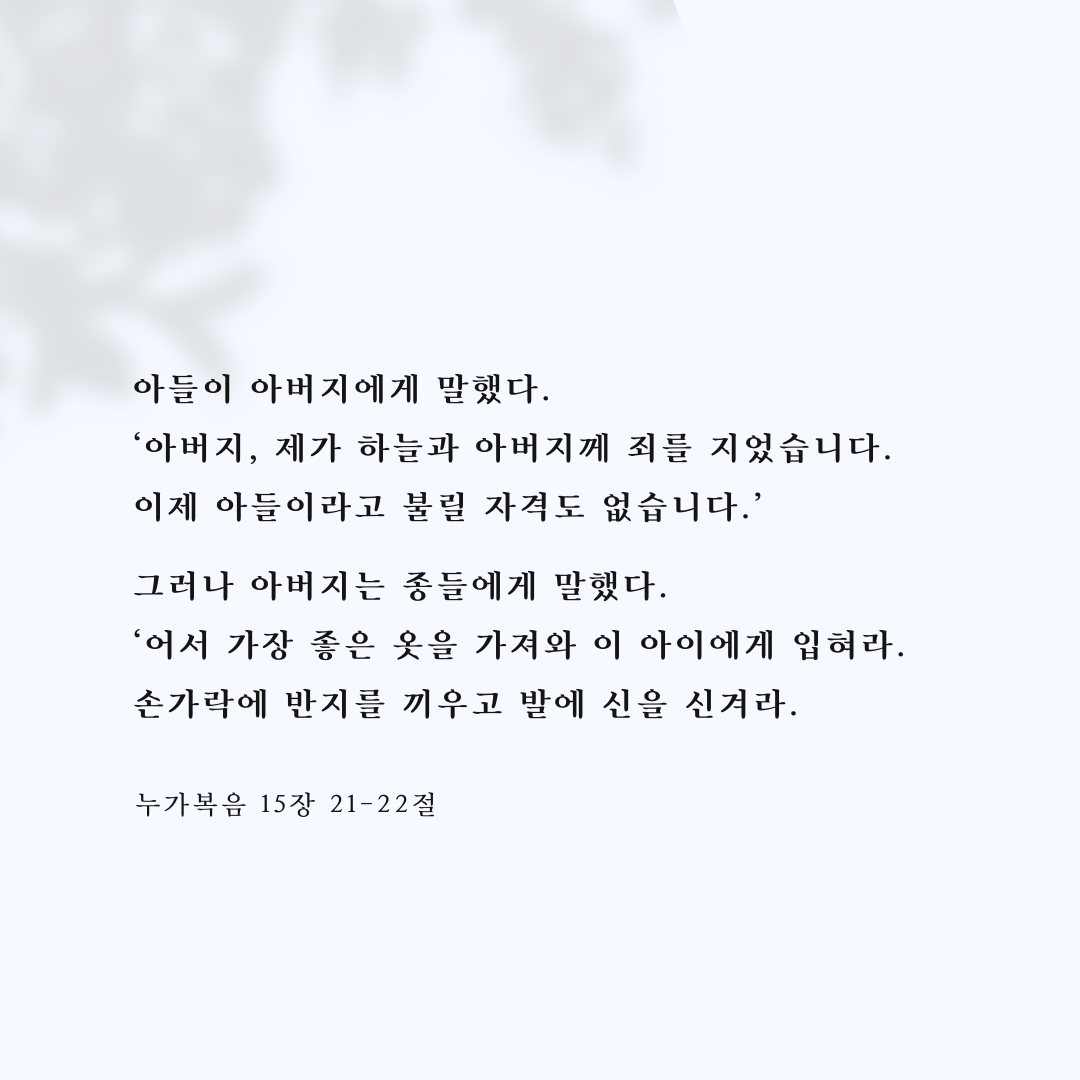 아들이 아버지에게 말했다.
‘아버지, 제가 하늘과 아버지께 죄를 지었습니다.
이제 아들이라고 불릴 자격도 없습니다.’
그러나 아버지는 종들에게 말했다.
‘어서 가장 좋은 옷을 가져와 이 아이에게 입혀라.
손가락에 반지를 끼우고 발에 신을 신겨라.
누가복음 15장 21-22절